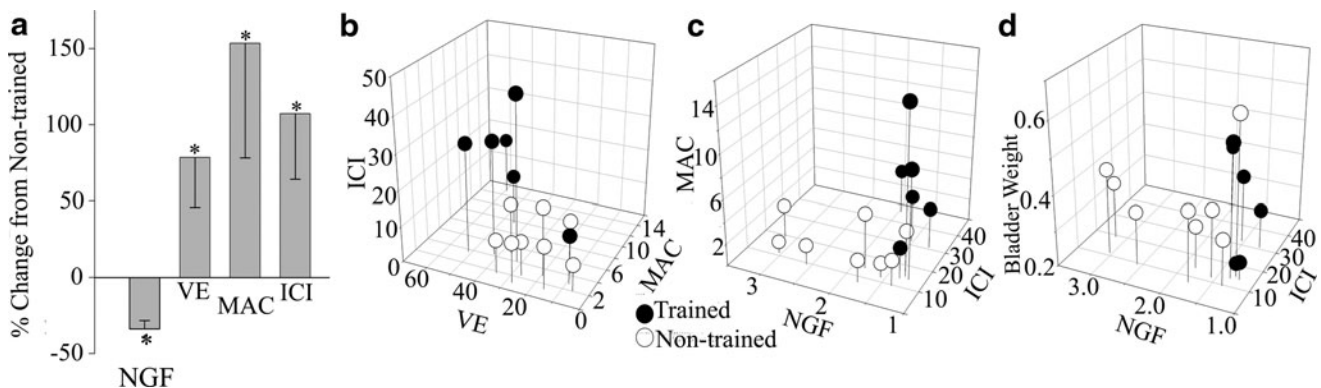 a
% Change from Non-trained
150
100
50
0
-50
*
*
*
*
NGF
VE
MAC
ICI
b
ICI
50
40
30
20
10
0
60
40
20
0
VE
14
10
6
2
MAC
c
MAC
14
10
6
4
2
3
2
1
NGF
40
30
20
10
ICI
Trained
Non-trained
d
Bladder Weight
0.6
0.4
0.2
3.0
2.0
1.0
NGF
40
30
20
10
ICI